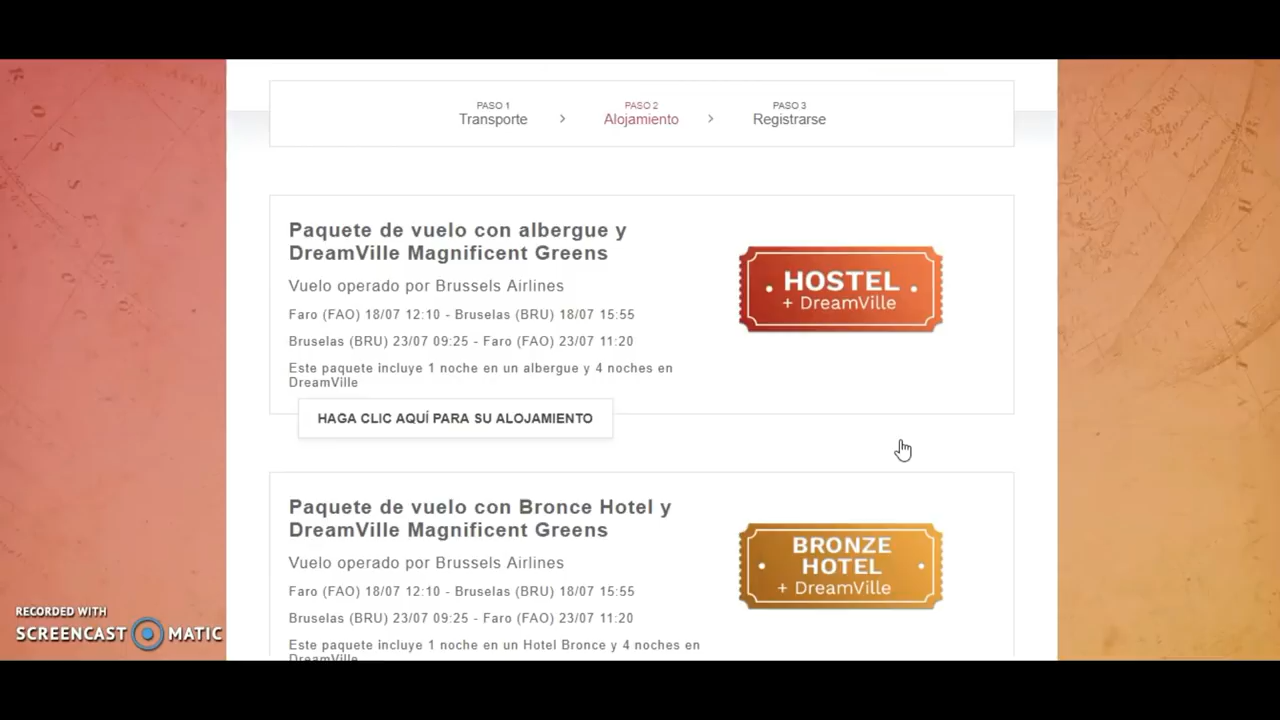 PASO 1
Transporte
PASO 2
Alojamiento
PASO 3
Registrarse
Paquete de vuelo con albergue y
DreamVille Magnificent Greens
Vuelo operado por Brussels Airlines
Faro (FAO) 18/07 12:10 - Bruselas (BRU) 18/07 15:55
Bruselas (BRU) 23/07 09:25 - Faro (FAO) 23/07 11:20
Este paquete incluye 1 noche en un albergue y 4 noches en
DreamVille
HAGA CLIC AQUÍ PARA SU ALOJAMIENTO
HOSTEL
+ DreamVille
Paquete de vuelo con Bronce Hotel y
DreamVille Magnificent Greens
Vuelo operado por Brussels Airlines
Faro (FAO) 18/07 12:10 - Bruselas (BRU) 18/07 15:55
Bruselas (BRU) 23/07 09:25 - Faro (FAO) 23/07 11:20
Este paquete incluye 1 noche en un Hotel Bronce y 4 noches en
DreamVille
BRONZE
HOTEL
+ DreamVille
RECORDED WITH
SCREENCAST MATIC